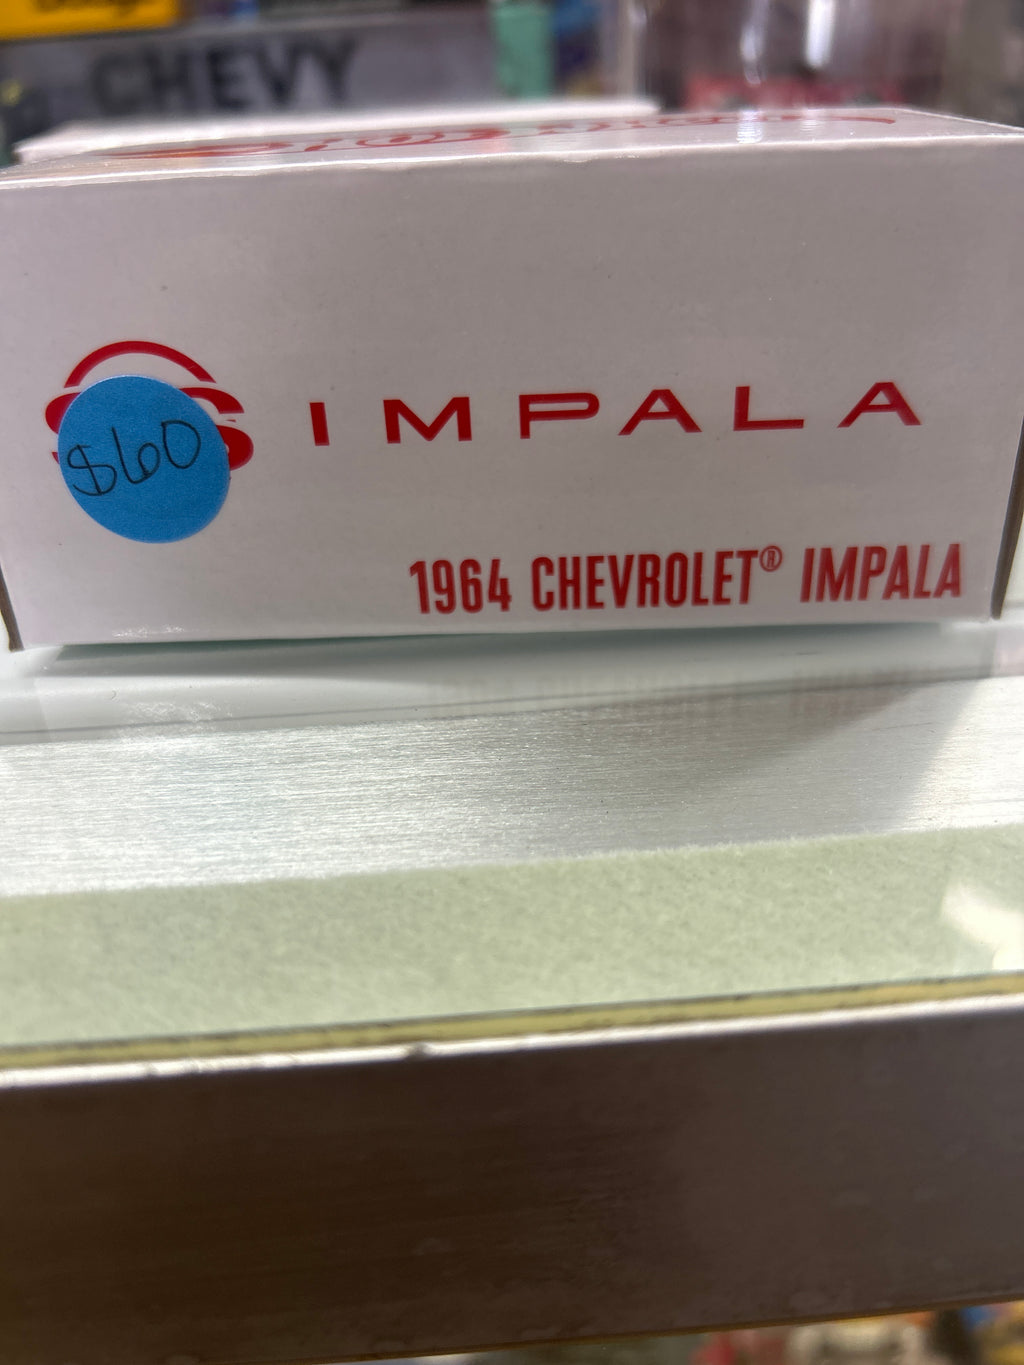 CHEVY
IMPALA
$60
1964 CHEVROLET® IMPALA